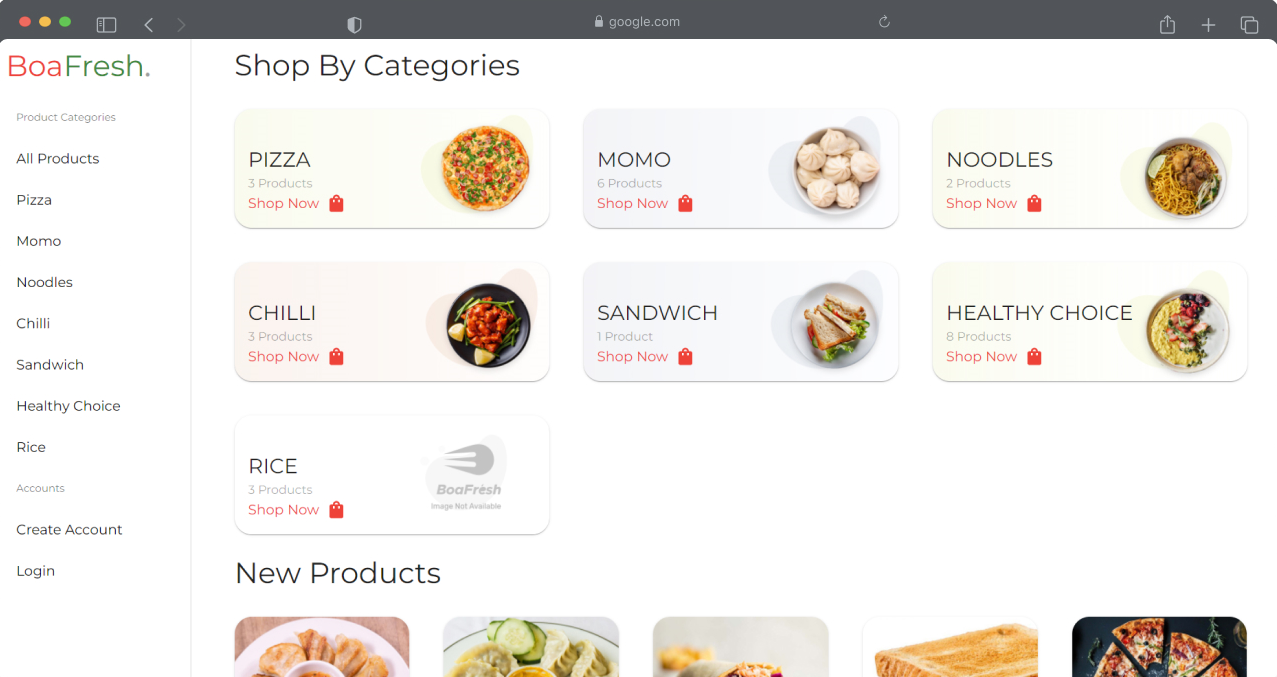 google.com
BoaFresh.
Product Categories
All Products
Pizza
Momo
Noodles
Chilli
Sandwich
Healthy Choice
Rice
Accounts
Create Account
Login
Shop By Categories
PIZZA
3 Products
Shop Now
MOMO
6 Products
Shop Now
NOODLES
2 Products
Shop Now
CHILLI
3 Products
Shop Now
SANDWICH
1 Product
Shop Now
HEALTHY CHOICE
8 Products
Shop Now
RICE
3 Products
Shop Now
BoaFresh
Image Not Available
New Products